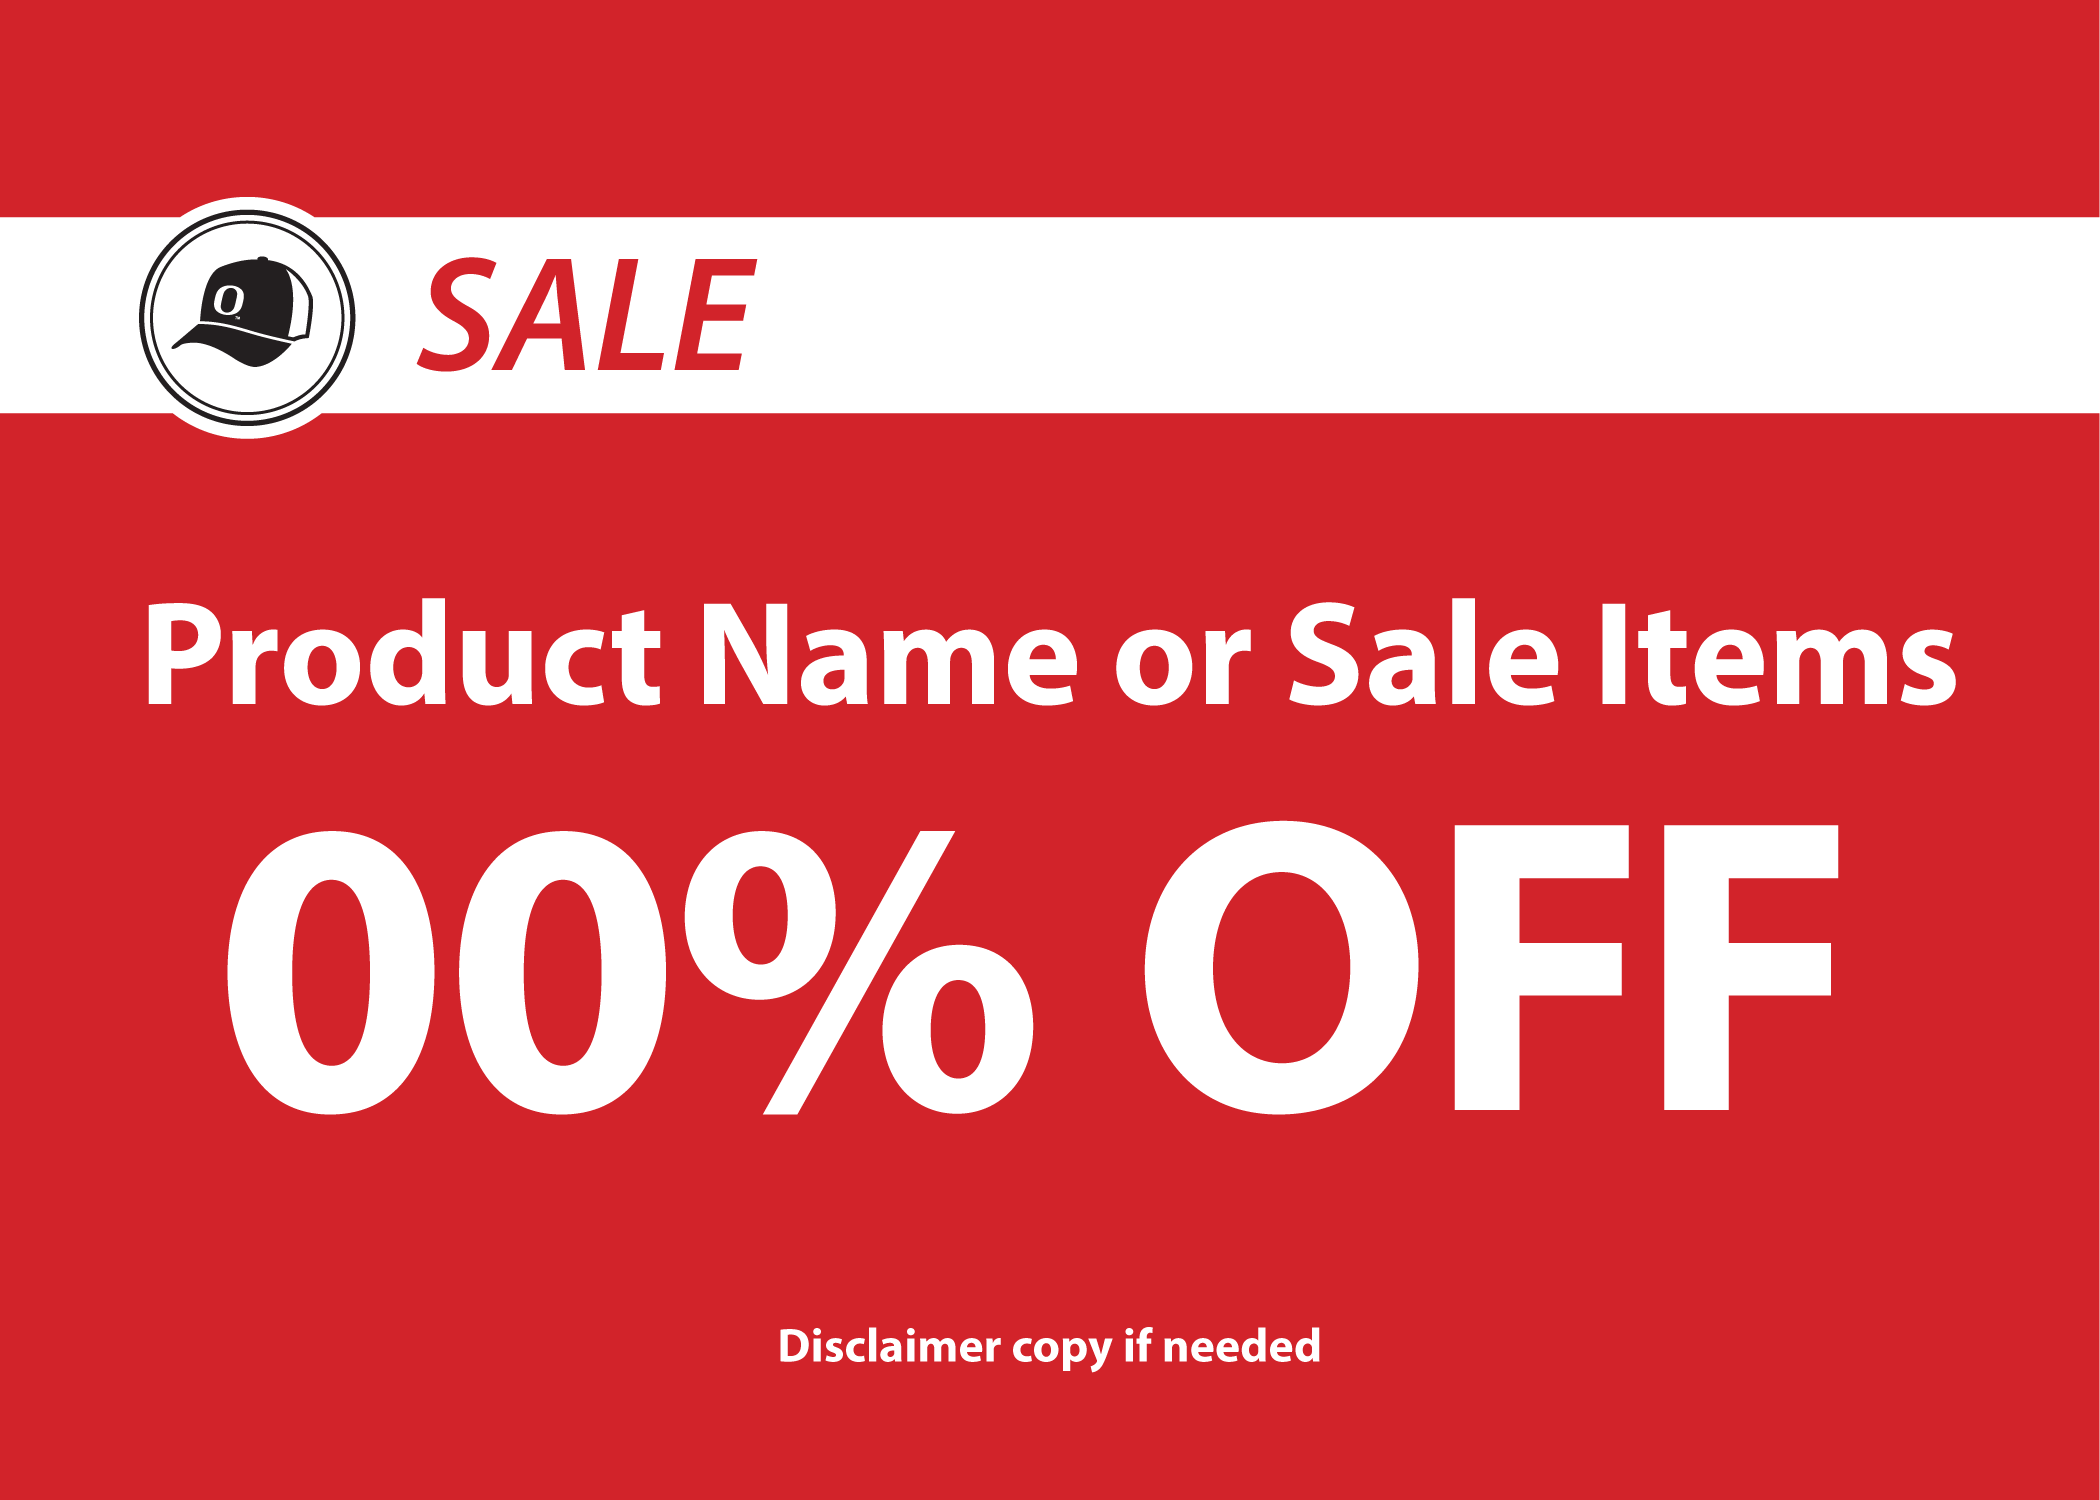 O
SALE
Product Name or Sale Items
00% OFF
Disclaimer copy if needed